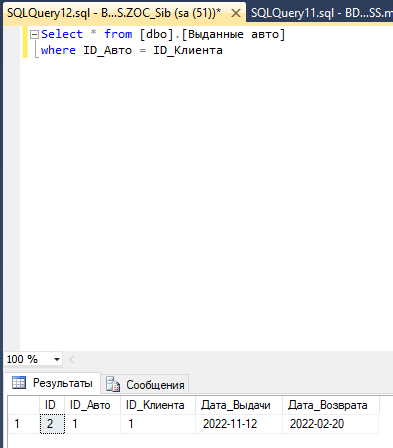 SQLQuery12.sql - B...S.ZOC_Sib (sa (51))* SQLQuery11.sql - BD...SS.m
Select * from [dbo].[Выданные авто]
where ID_Авто = ID_Клиента
100 %
Результаты Сообщения
ID ID_Авто ID_Клиента Дата_Выдачи Дата_Возврата
1 2 1 1 2022-11-12 2022-02-20